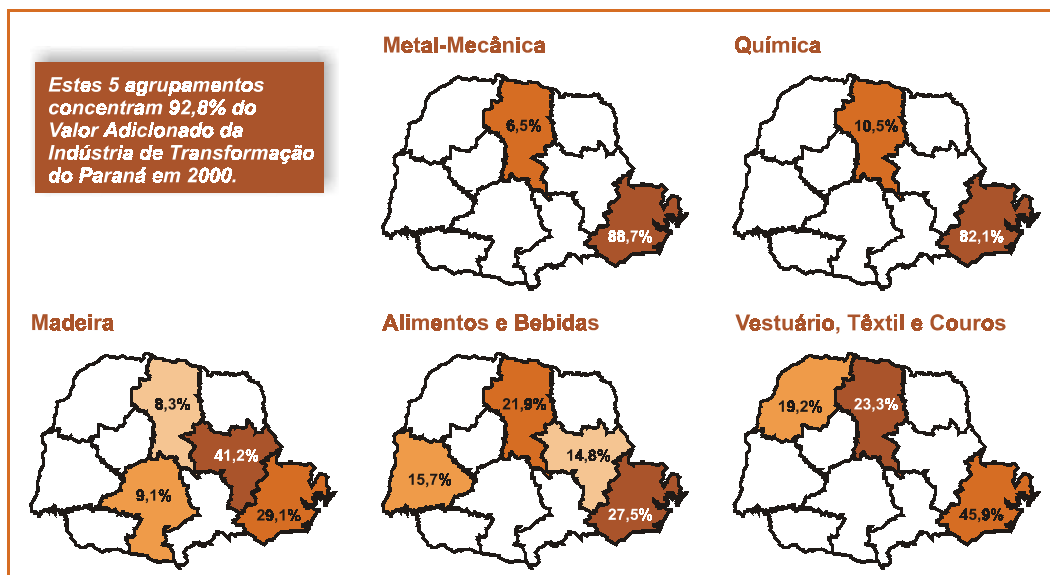 Estes 5 agrupamentos
concentram 92,8% do
Valor Adicionado da
Indústria de Transformação
do Paraná em 2000.
Metal-Mecânica
6,5%
88,7%
Química
10,5%
82,1%
Madeira
8,3%
41,2%
9,1%
29,1%
Alimentos e Bebidas
21,9%
14,8%
15,7%
27,5%
Vestuário, Têxtil e Couros
19,2%
23,3%
45,9%